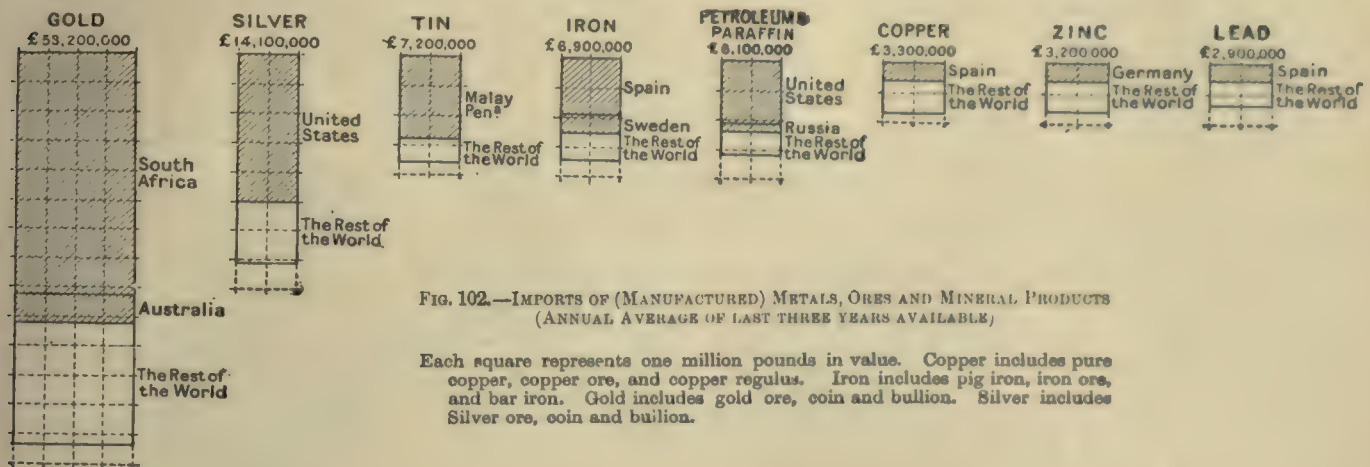 GOLD
£53,200,000
South
Africa
Australia
The Rest of
the World
SILVER
£14,100,000
United
States
The Rest of
the World
TIN
£7,200,000
Malay
Penª
The Rest of
the World
IRON
£6,900,000
Spain
Sweden
The Rest of
the World
PETROLEUM&
PARAFFIN
£6.100,000
United
States
Russia
The Rest of
the World
COPPER
£3,300,000
Spain
The Rest of
the World
ZINC
£3,200,000
Germany
The Rest of
the World
LEAD
£2,900,000
Spain
The Rest of
the World
FIG. 102.—IMPORTS OF (MANUFACTURED) METALS, ORES AND MINERAL PRODUCTS
(ANNUAL AVERAGE OF LAST THREE YEARS AVAILABLE)
Each square represents one million pounds in value. Copper includes pure
copper, copper ore, and copper regulus. Iron includes pig iron, iron ore,
and bar iron. Gold includes gold ore, coin and bullion. Silver includes
Silver ore, coin and bullion.